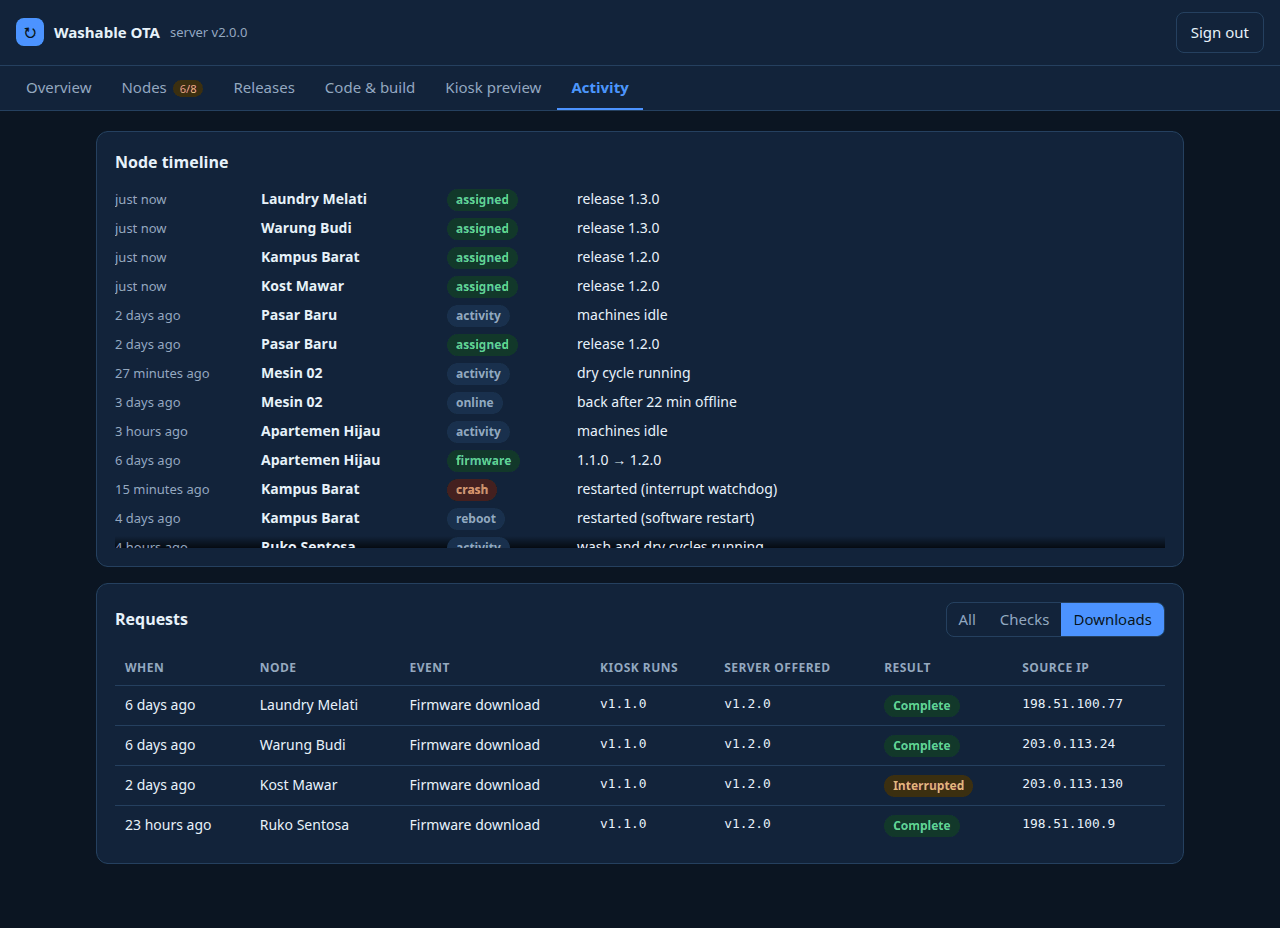 ↻ Washable OTA server v2.0.0 Sign out
Overview Nodes 6/8 Releases Code & build Kiosk preview Activity
Node timeline
just now Laundry Melati assigned release 1.3.0
just now Warung Budi assigned release 1.3.0
just now Kampus Barat assigned release 1.2.0
just now Kost Mawar assigned release 1.2.0
2 days ago Pasar Baru activity machines idle
2 days ago Pasar Baru assigned release 1.2.0
27 minutes ago Mesin 02 activity dry cycle running
3 days ago Mesin 02 online back after 22 min offline
3 hours ago Apartemen Hijau activity machines idle
6 days ago Apartemen Hijau firmware 1.1.0 → 1.2.0
15 minutes ago Kampus Barat crash restarted (interrupt watchdog)
4 days ago Kampus Barat reboot restarted (software restart)
4 hours ago Ruko Sentosa activity wash and dry cycles running
Requests All Checks Downloads
WHEN NODE EVENT KIOSK RUNS SERVER OFFERED RESULT SOURCE IP
6 days ago Laundry Melati Firmware download v1.1.0 v1.2.0 Complete 198.51.100.77
6 days ago Warung Budi Firmware download v1.1.0 v1.2.0 Complete 203.0.113.24
2 days ago Kost Mawar Firmware download v1.1.0 v1.2.0 Interrupted 203.0.113.130
23 hours ago Ruko Sentosa Firmware download v1.1.0 v1.2.0 Complete 198.51.100.9